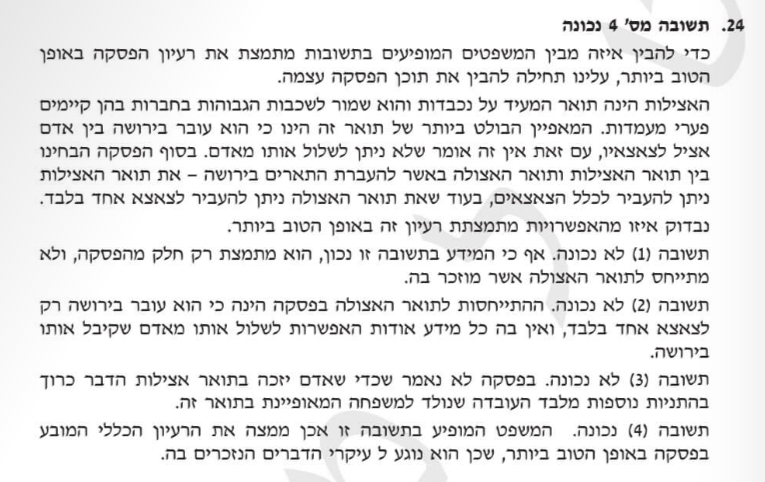 24. תשובה מס' 4 נכונה
כדי להבין איזה מבין המשפטים המופיעים בתשובות מתמצת את רעיון הפסקה באופן
הטוב ביותר, עלינו תחילה להבין את תוכן הפסקה עצמה.
האצילות הינה תואר המעיד על נכבדות והוא שמור לשכבות הגבוהות בחברות בהן קיימים
פערי מעמדות. המאפיין הבולט ביותר של תואר זה הינו כי הוא עובר בירושה בין אדם
אציל לצאצאיו, עם זאת אין זה אומר שלא ניתן לשלול אותו מאדם. בסוף הפסקה הבחינו
בין תואר האצילות ותואר האצולה באשר להעברת התארים בירושה – את תואר האצילות
ניתן להעביר לכלל הצאצאים, בעוד שאת תואר האצולה ניתן להעביר לצאצא אחד בלבד.
נבדוק איזו מהאפשרויות מתמצתת רעיון זה באופן הטוב ביותר.
תשובה (1) לא נכונה. אף כי המידע בתשובה זו נכון, הוא מתמצת רק חלק מהפסקה, ולא
מתייחס לתואר האצולה אשר מוזכר בה.
תשובה (2) לא נכונה. ההתייחסות לתואר האצולה בפסקה הינה כי הוא עובר בירושה רק
לצאצא אחד בלבד, ואין בה כל מידע אודות האפשרות לשלול אותו מאדם שקיבל אותו
בירושה.
תשובה (3) לא נכונה. בפסקה לא נאמר שכדי שאדם יזכה בתואר אצילות הדבר כרוך
בהתניות נוספות מלבד העובדה שנולד למשפחה המאופיינת בתואר זה.
תשובה (4) נכונה. המשפט המופיע בתשובה זו אכן ממצה את הרעיון הכללי המובע
בפסקה באופן הטוב ביותר, שכן הוא נוגע ל עיקרי הדברים הנזכרים בה.